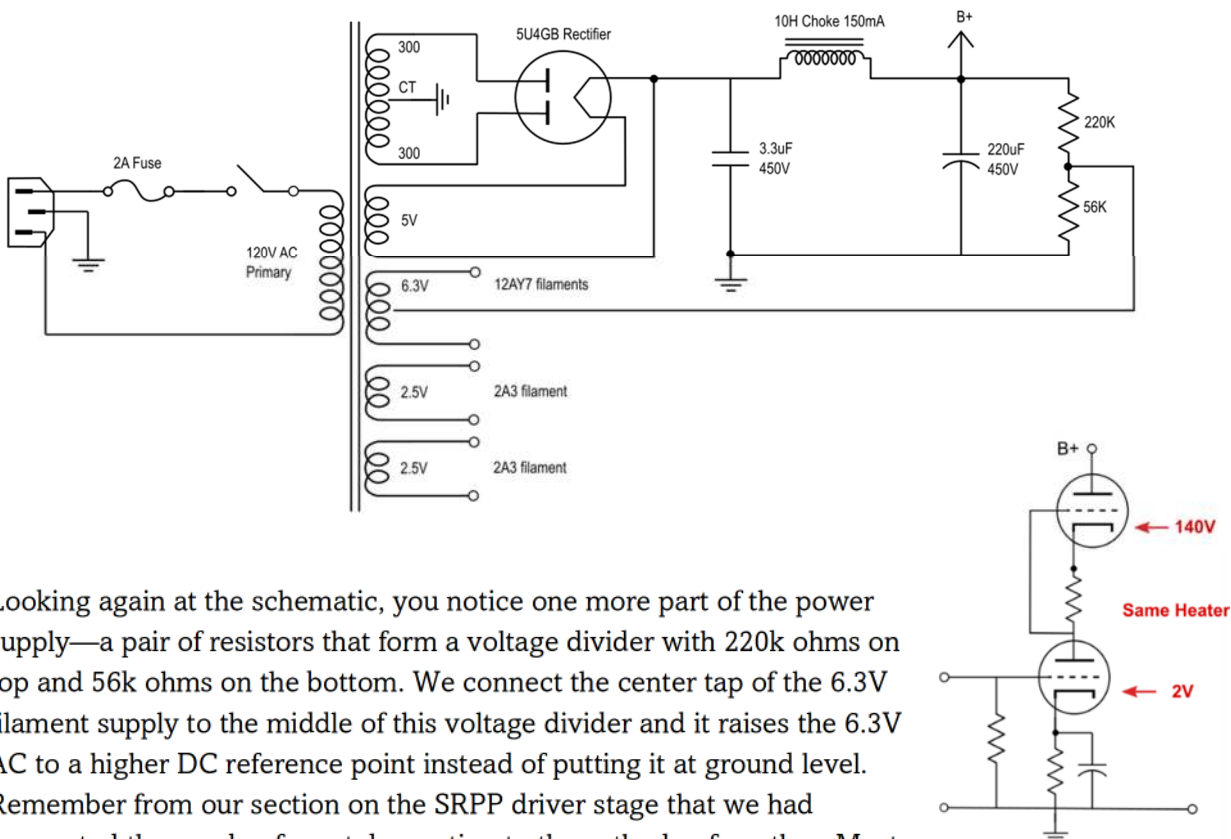 300
CT
300
5U4GB Rectifier
10H Choke 150mA
B+
2A Fuse
3.3uF
450V
220uF
450V
220K
56K
120V AC
Primary
5V
6.3V
12AY7 filaments
2.5V
2A3 filament
2.5V
2A3 filament
B+
140V
Same Heater
2V
Looking again at the schematic, you notice one more part of the power
supply—a pair of resistors that form a voltage divider with 220k ohms on
top and 56k ohms on the bottom. We connect the center tap of the 6.3V
filament supply to the middle of this voltage divider and it raises the 6.3V
AC to a higher DC reference point instead of putting it at ground level.
Remember from our section on the SRPP driver stage that we had